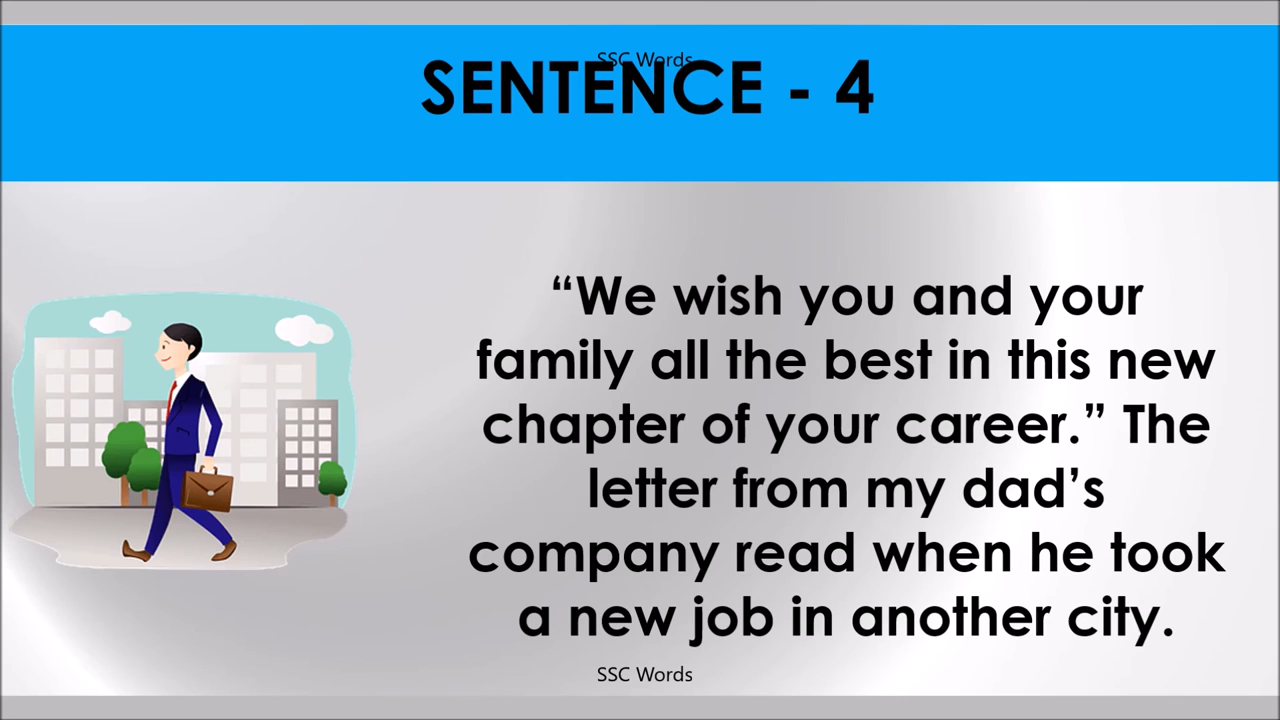 SSC Words
SENTENCE - 4
“We wish you and your
family all the best in this new
chapter of your career.” The
letter from my dad’s
company read when he took
a new job in another city.
SSC Words